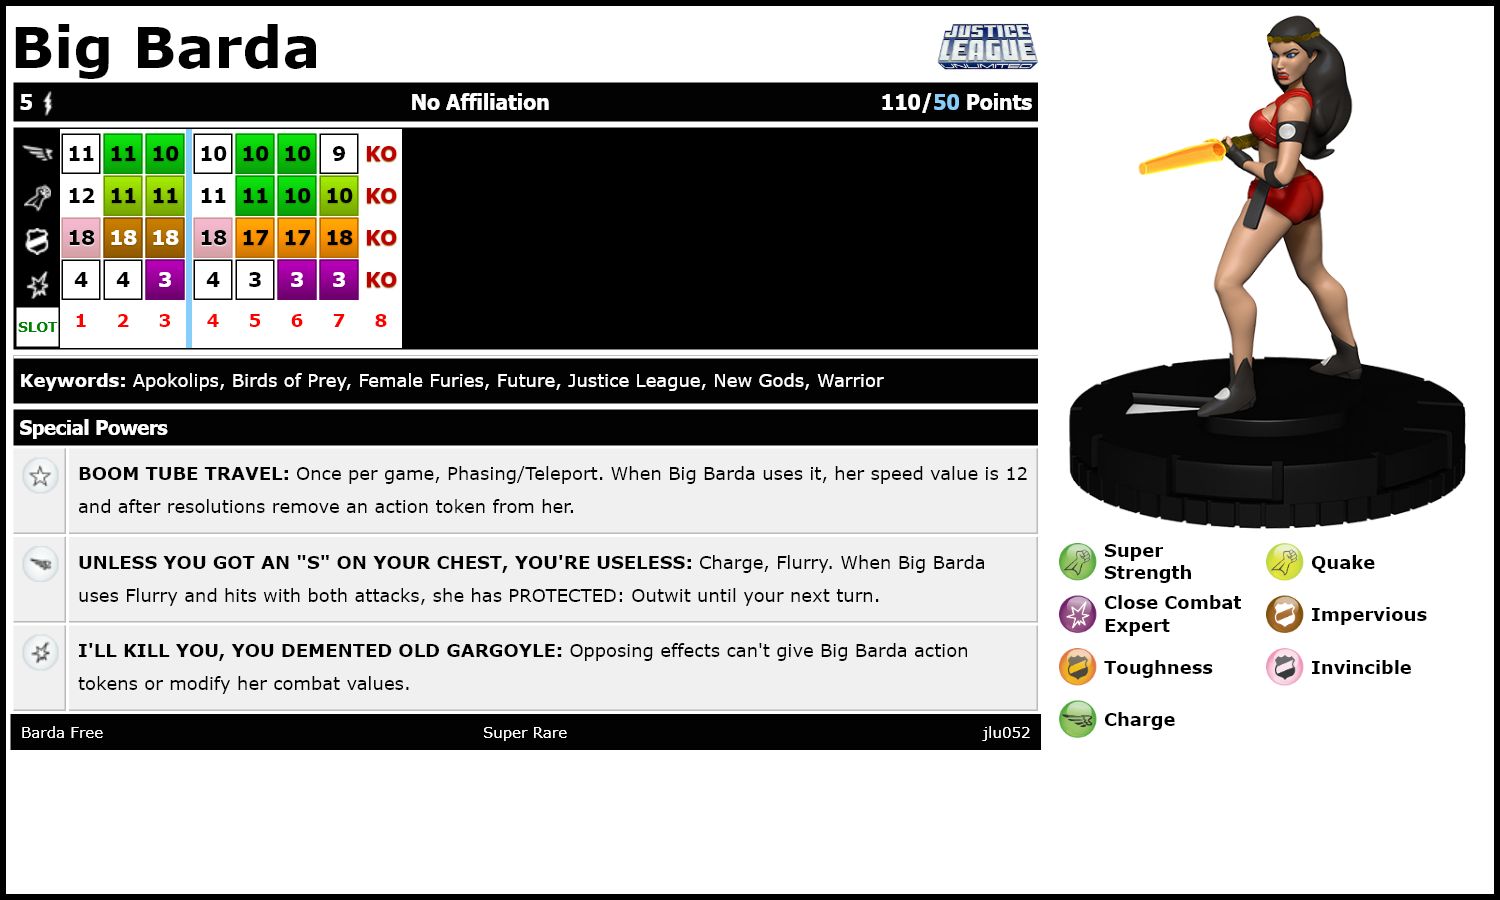 Big Barda
JUSTICE
LEAGUE
UNLIMITED
5 No Affiliation 110/50 Points
11 11 10 10 10 10 9 KO
12 11 11 11 11 10 10 KO
18 18 18 18 17 17 18 KO
4 4 3 4 3 3 3 KO
SLOT 1 2 3 4 5 6 7 8
Keywords: Apokolips, Birds of Prey, Female Furies, Future, Justice League, New Gods, Warrior
Special Powers
BOOM TUBE TRAVEL: Once per game, Phasing/Teleport. When Big Barda uses it, her speed value is 12
and after resolutions remove an action token from her.
UNLESS YOU GOT AN "S" ON YOUR CHEST, YOU'RE USELESS: Charge, Flurry. When Big Barda
uses Flurry and hits with both attacks, she has PROTECTED: Outwit until your next turn.
I'LL KILL YOU, YOU DEMENTED OLD GARGOYLE: Opposing effects can't give Big Barda action
tokens or modify her combat values.
Barda Free Super Rare jlu052
Super
Strength
Quake
Close Combat
Expert
Impervious
Toughness
Invincible
Charge